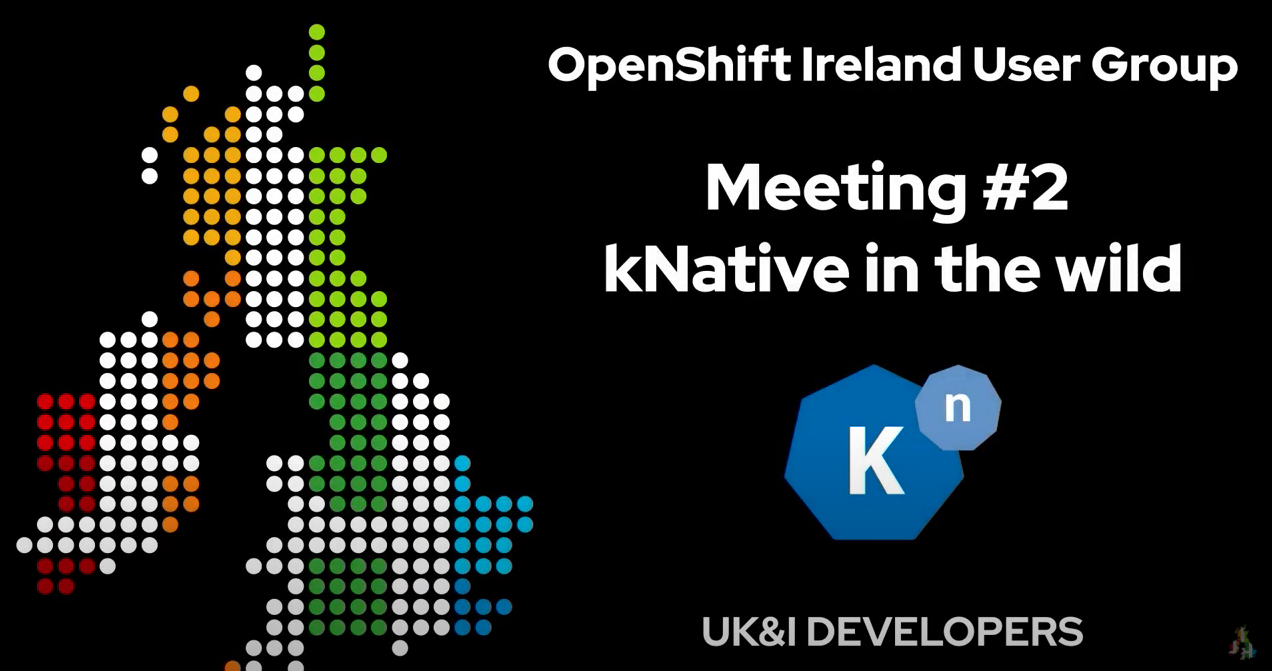 OpenShift Ireland User Group
Meeting #2
kNative in the wild
K
n
UK&I DEVELOPERS